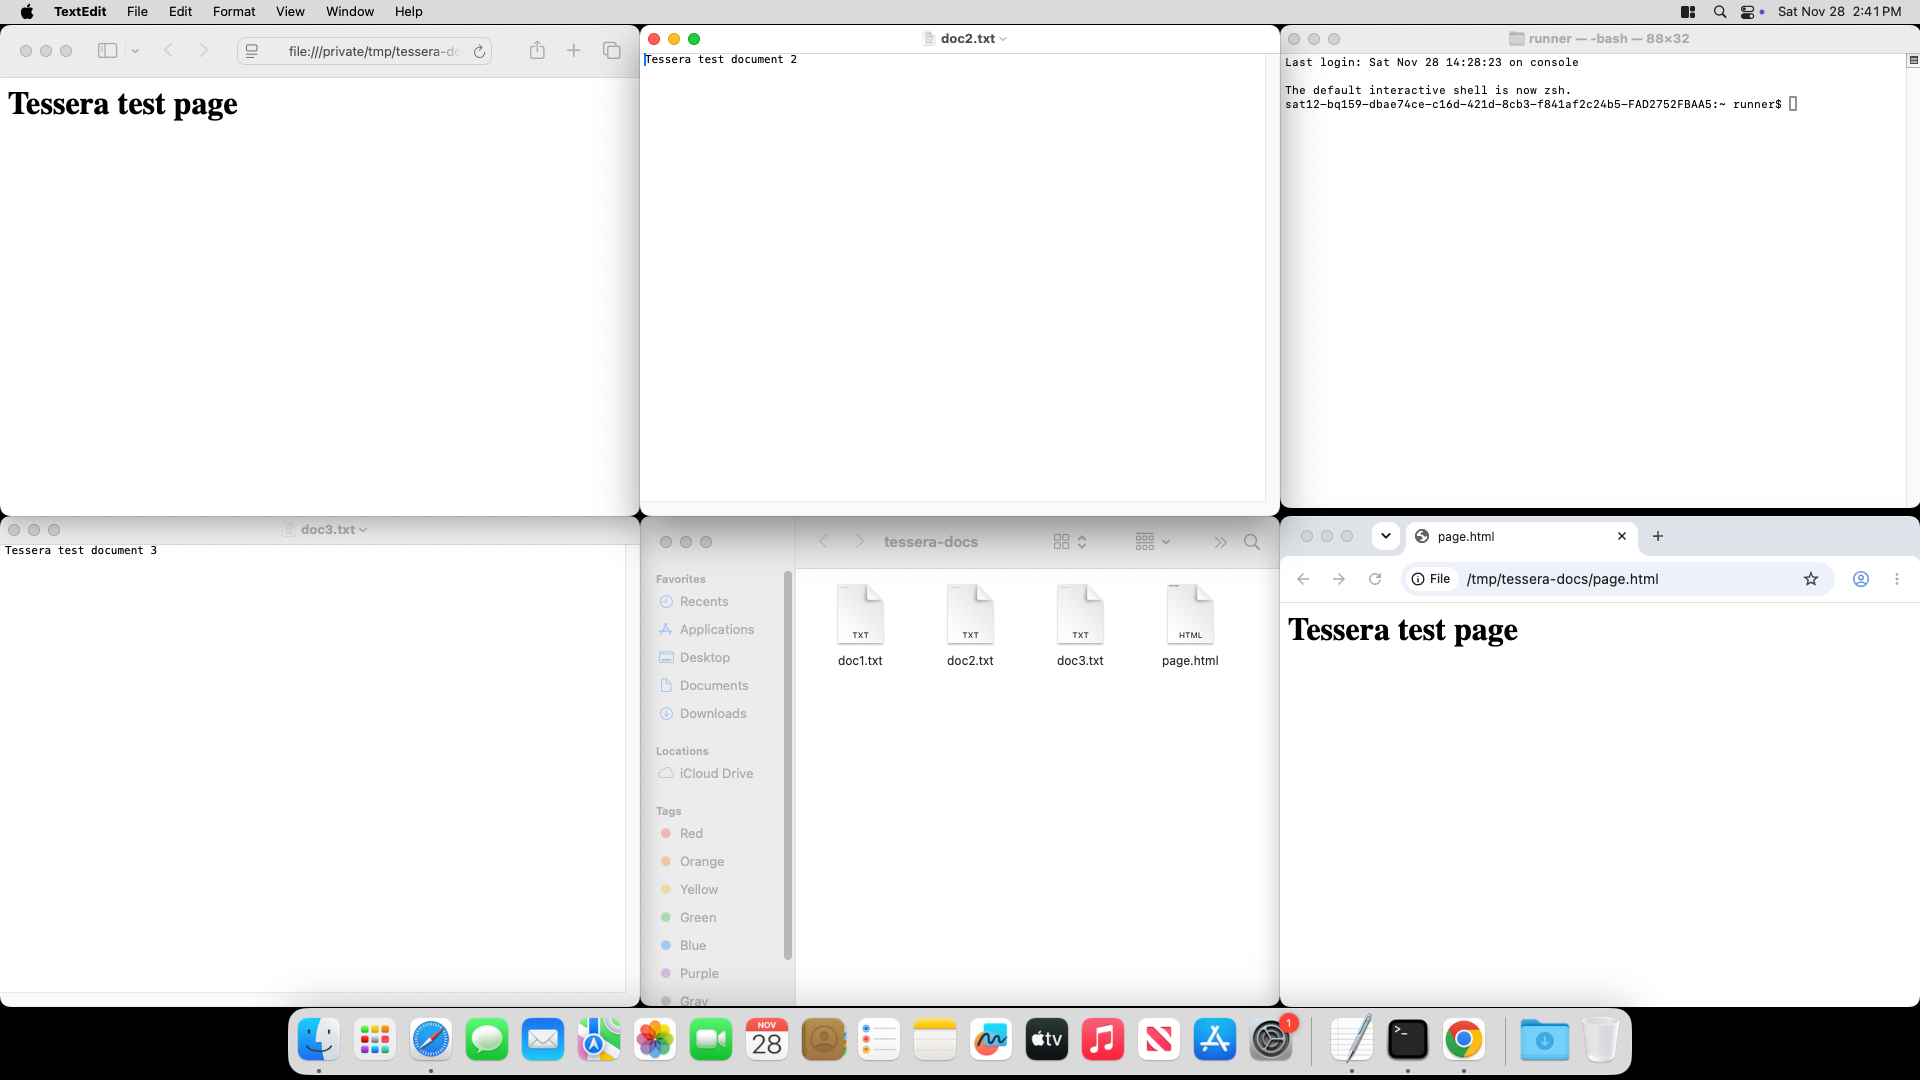 TextEdit File Edit Format View Window Help
Sat Nov 28 2:41 PM
file:///private/tmp/tessera-do
Tessera test page
doc2.txt
Tessera test document 2
runner — -bash — 88×32
Last login: Sat Nov 28 14:28:23 on console
The default interactive shell is now zsh.
sat12-bq159-dbae74ce-c16d-421d-8cb3-f841af2c24b5-FAD2752FBAA5:~ runner$
doc3.txt
Tessera test document 3
tessera-docs
Favorites
Recents
Applications
Desktop
Documents
Downloads
Locations
iCloud Drive
Tags
Red
Orange
Yellow
Green
Blue
Purple
Gray
TXT
TXT
TXT
HTML
doc1.txt
doc2.txt
doc3.txt
page.html
page.html
File /tmp/tessera-docs/page.html
Tessera test page
NOV
28
tv
1
>_